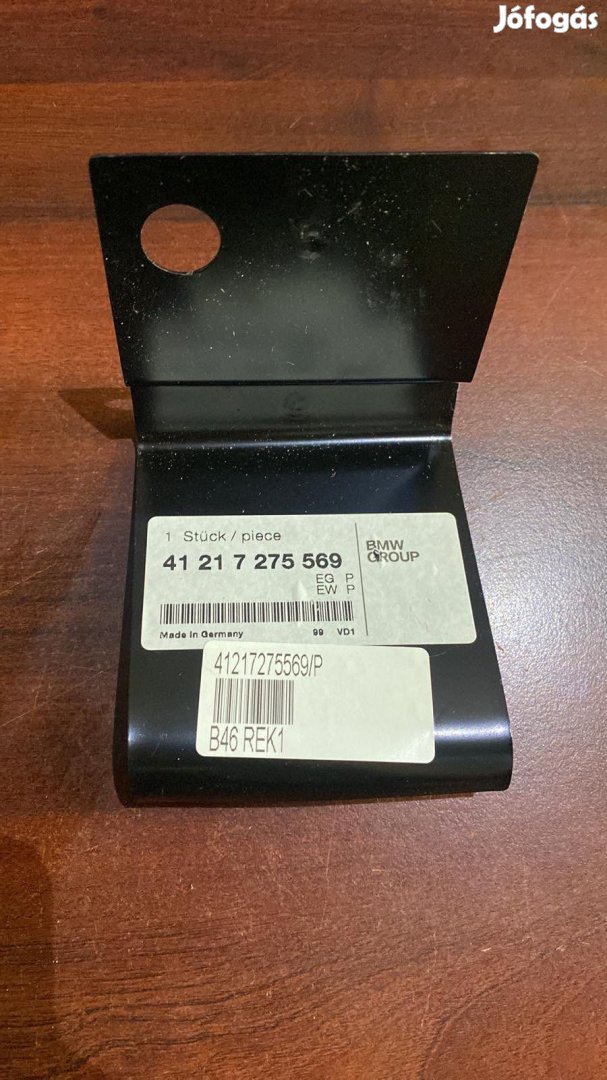 Jófogás
1 Stück / piece
41 21 7 275 569
EG P
EW P
BMW
GROUP
Made in Germany 99 VD1
41217275569/P
B46 REK1